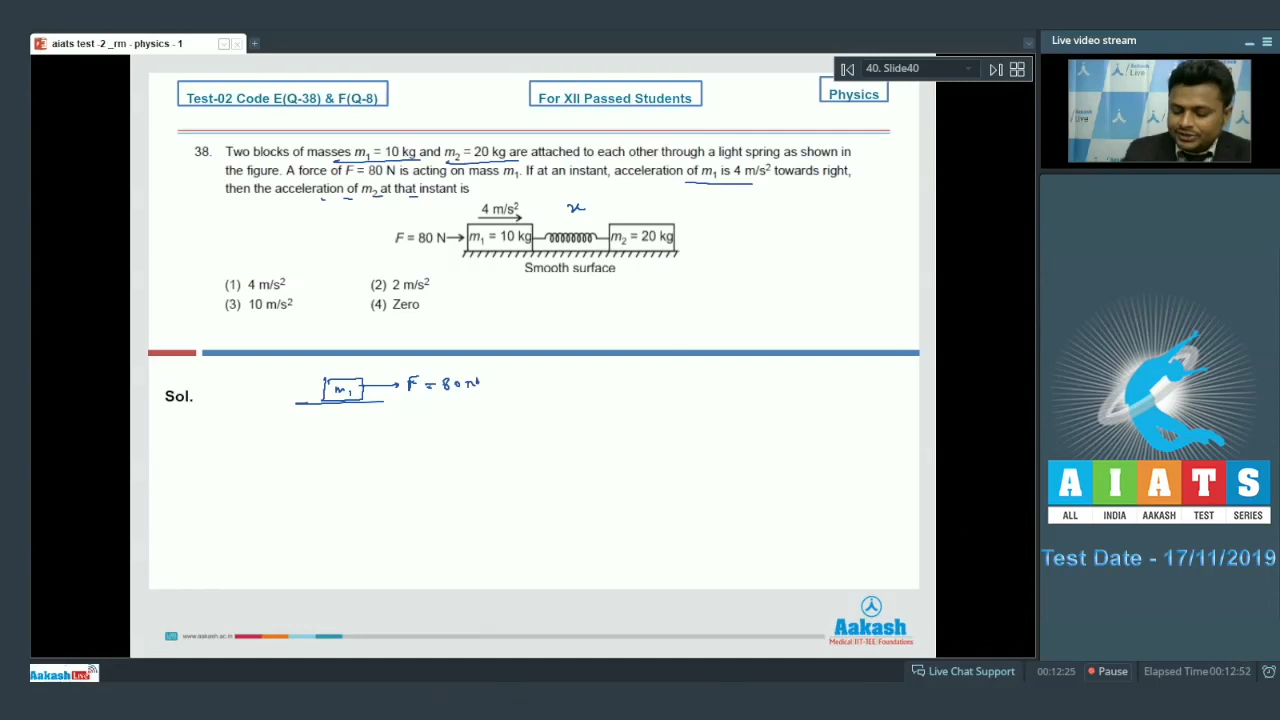 aiats test -2 _rm - physics - 1
Live video stream
40. Slide40
Test-02 Code E(Q-38) & F(Q-8)
For XII Passed Students
Physics
38. Two blocks of masses m₁ = 10 kg and m₂ = 20 kg are attached to each other through a light spring as shown in
the figure. A force of F = 80 N is acting on mass m₁. If at an instant, acceleration of m₁ is 4 m/s² towards right,
then the acceleration of m₂ at that instant is
4 m/s² x
F = 80 N m₁ = 10 kg m₂ = 20 kg
Smooth surface
(1) 4 m/s² (2) 2 m/s²
(3) 10 m/s² (4) Zero
Sol.
m₁ F = 80 N
www.aakash.ac.in
Aakash
Medical|IIT-JEE|Foundations
Aakash Live
AIATS
ALL INDIA AAKASH TEST SERIES
Test Date - 17/11/2019
Live Chat Support
00:12:25
Pause
Elapsed Time00:12:52